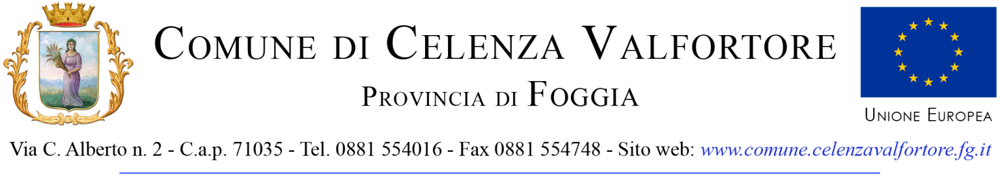 COMUNE DI CELENZA VALFORTORE
PROVINCIA DI FOGGIA
UNIONE EUROPEA
Via C. Alberto n. 2 - C.a.p. 71035 - Tel. 0881 554016 - Fax 0881 554748 - Sito web: www.comune.celenzavalfortore.fg.it